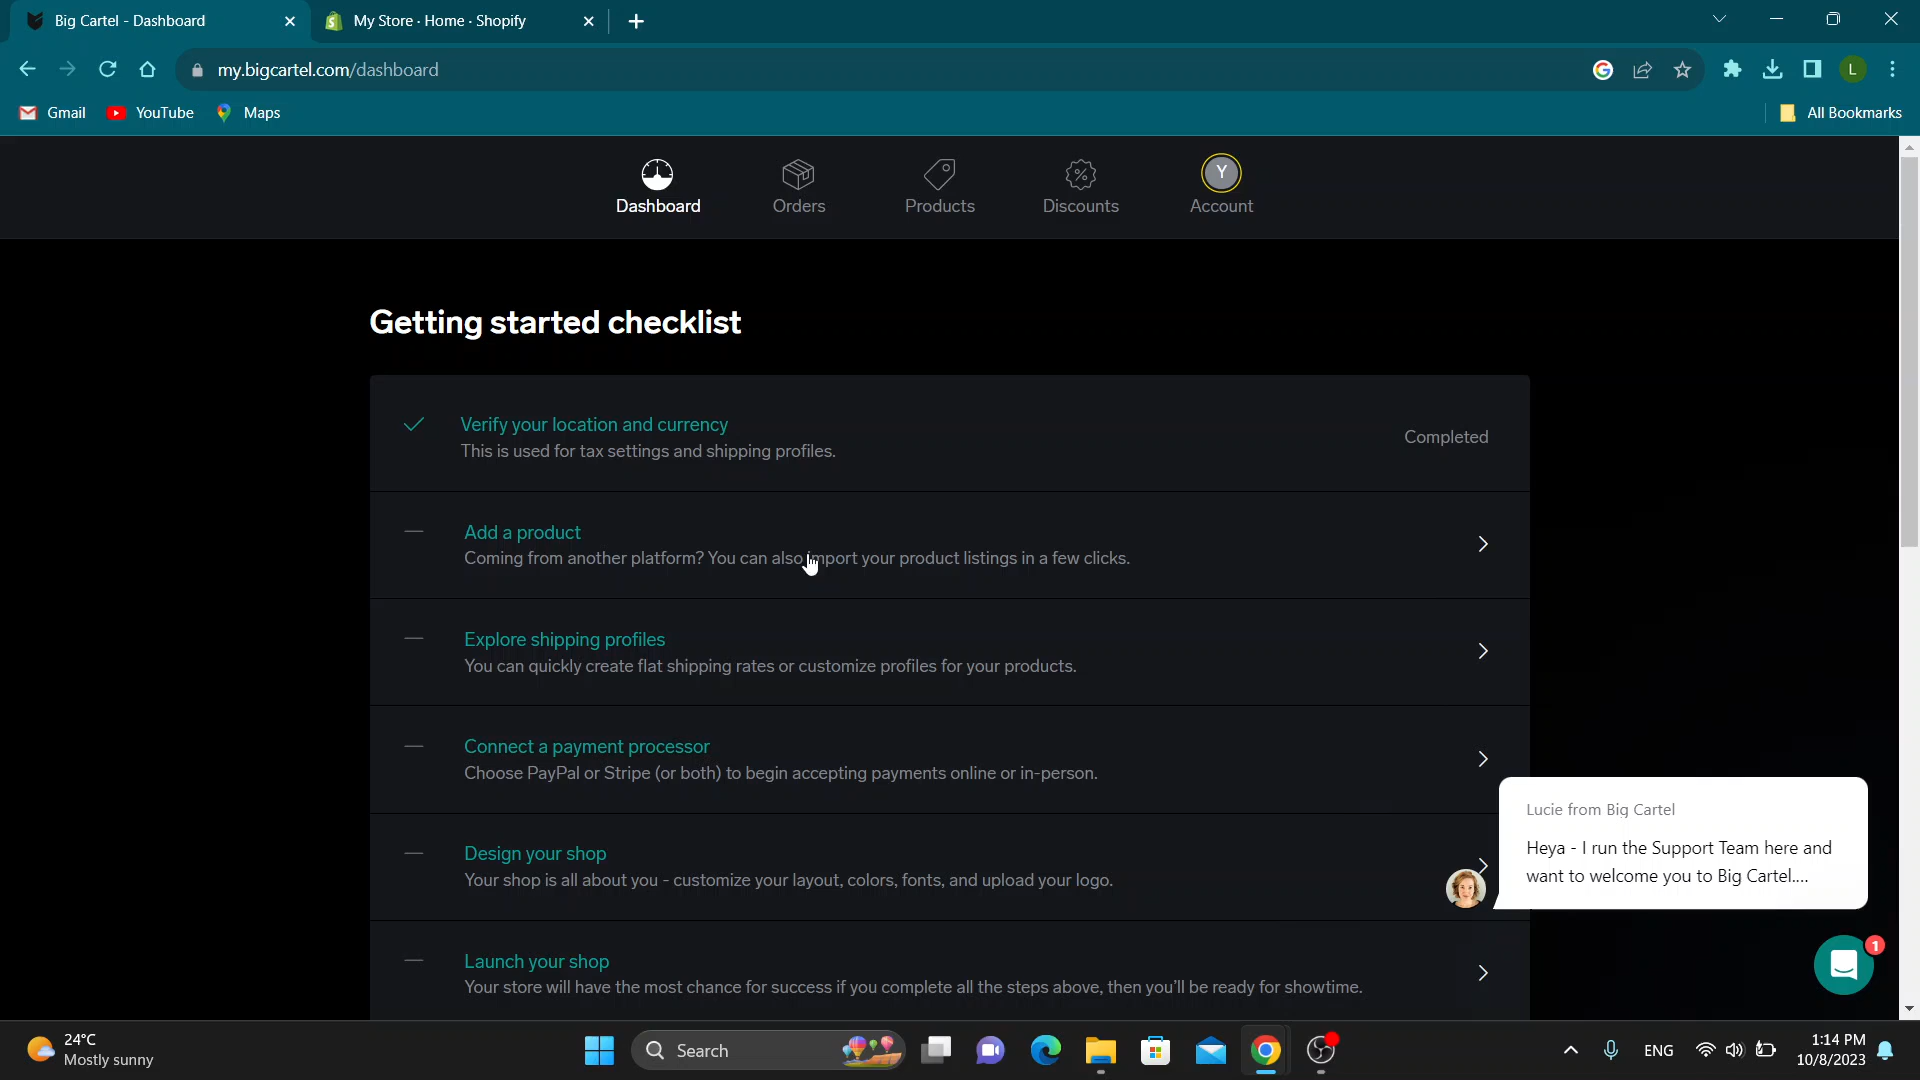 Big Cartel - Dashboard
My Store · Home · Shopify
my.bigcartel.com/dashboard
L
Gmail
YouTube
Maps
All Bookmarks
Y
Dashboard
Orders
Products
Discounts
Account
Getting started checklist
Verify your location and currency
This is used for tax settings and shipping profiles.
Completed
Add a product
Coming from another platform? You can also import your product listings in a few clicks.
Explore shipping profiles
You can quickly create flat shipping rates or customize profiles for your products.
Connect a payment processor
Choose PayPal or Stripe (or both) to begin accepting payments online or in-person.
Design your shop
Your shop is all about you - customize your layout, colors, fonts, and upload your logo.
Launch your shop
Your store will have the most chance for success if you complete all the steps above, then you'll be ready for showtime.
Lucie from Big Cartel
Heya - I run the Support Team here and
want to welcome you to Big Cartel....
1
24°C
Mostly sunny
Search
ENG
1:14 PM
10/8/2023